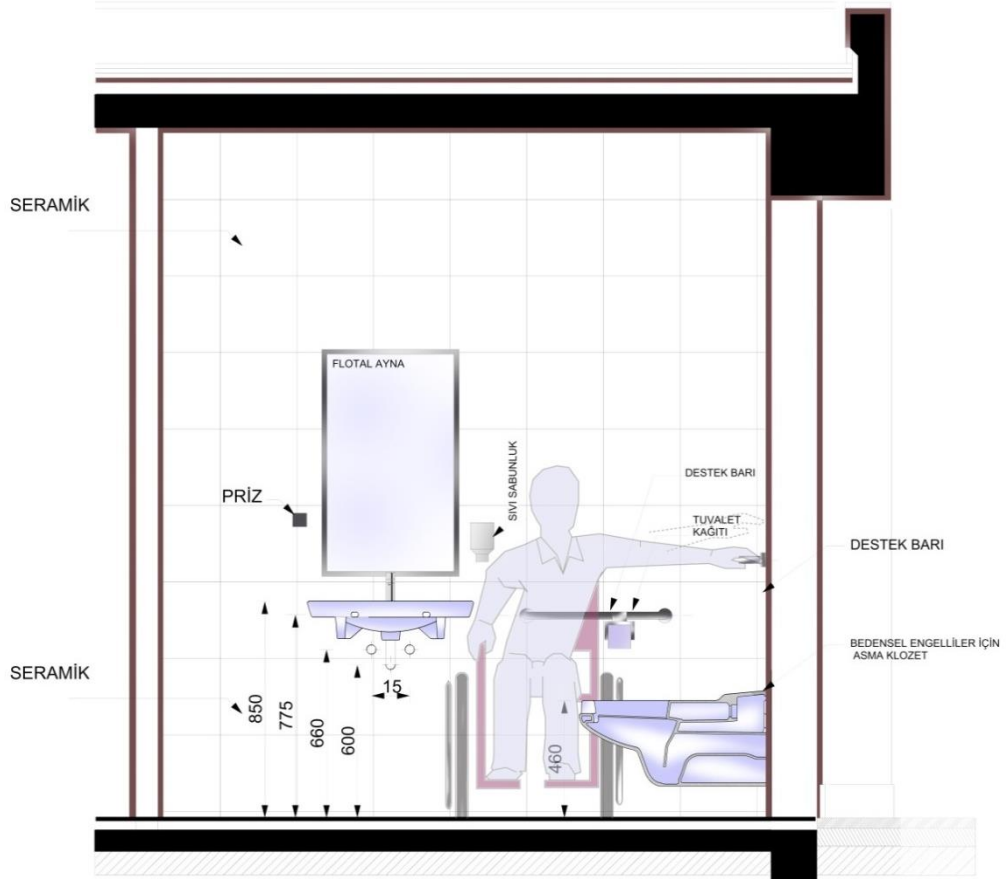 SERAMİK
FLOTAL AYNA
PRİZ
SIVI SABUNLUK
DESTEK BARI
TUVALET
KAĞITI
DESTEK BARI
SERAMİK
BEDENSEL ENGELLİLER İÇİN
ASMA KLOZET
850
775
660
600
15
460